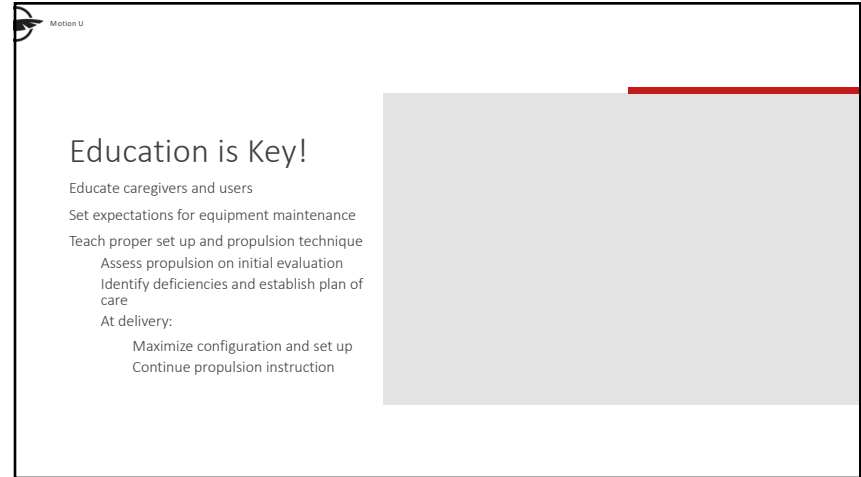 Motion U
Education is Key!
Educate caregivers and users
Set expectations for equipment maintenance
Teach proper set up and propulsion technique
Assess propulsion on initial evaluation
Identify deficiencies and establish plan of
care
At delivery:
Maximize configuration and set up
Continue propulsion instruction